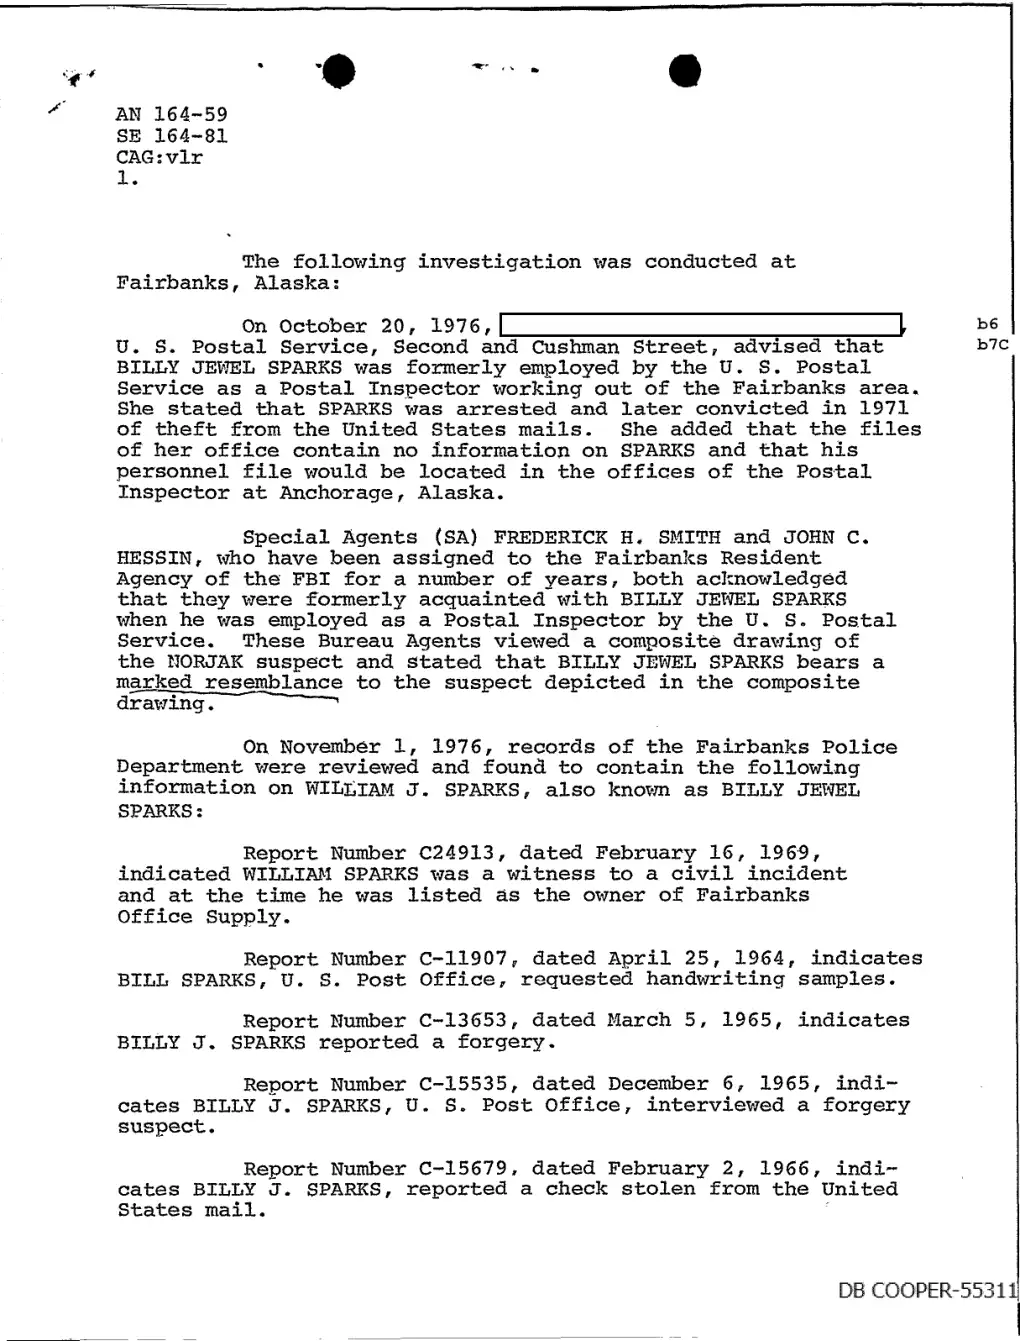 AN 164-59
SE 164-81
CAG:vlr
1.
The following investigation was conducted at
Fairbanks, Alaska:
On October 20, 1976, ,
b6
U. S. Postal Service, Second and Cushman Street, advised that
b7C
BILLY JEWEL SPARKS was formerly employed by the U. S. Postal
Service as a Postal Inspector working out of the Fairbanks area.
She stated that SPARKS was arrested and later convicted in 1971
of theft from the United States mails. She added that the files
of her office contain no information on SPARKS and that his
personnel file would be located in the offices of the Postal
Inspector at Anchorage, Alaska.
Special Agents (SA) FREDERICK H. SMITH and JOHN C.
HESSIN, who have been assigned to the Fairbanks Resident
Agency of the FBI for a number of years, both acknowledged
that they were formerly acquainted with BILLY JEWEL SPARKS
when he was employed as a Postal Inspector by the U. S. Postal
Service. These Bureau Agents viewed a composite drawing of
the NORJAK suspect and stated that BILLY JEWEL SPARKS bears a
marked resemblance to the suspect depicted in the composite
drawing.
On November 1, 1976, records of the Fairbanks Police
Department were reviewed and found to contain the following
information on WILLIAM J. SPARKS, also known as BILLY JEWEL
SPARKS:
Report Number C24913, dated February 16, 1969,
indicated WILLIAM SPARKS was a witness to a civil incident
and at the time he was listed as the owner of Fairbanks
Office Supply.
Report Number C-11907, dated April 25, 1964, indicates
BILL SPARKS, U. S. Post Office, requested handwriting samples.
Report Number C-13653, dated March 5, 1965, indicates
BILLY J. SPARKS reported a forgery.
Report Number C-15535, dated December 6, 1965, indi-
cates BILLY J. SPARKS, U. S. Post Office, interviewed a forgery
suspect.
Report Number C-15679, dated February 2, 1966, indi-
cates BILLY J. SPARKS, reported a check stolen from the United
States mail.
DB COOPER-55311